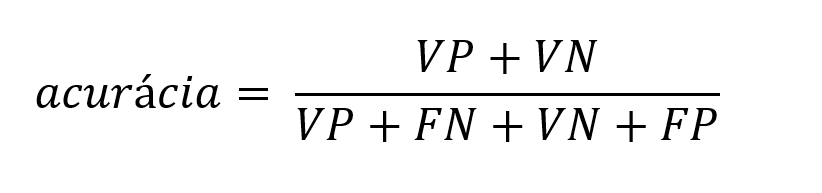 acurácia = VP + VN / VP + FN + VN + FP